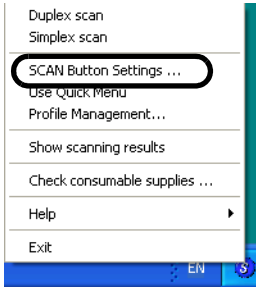 Duplex scan
Simplex scan
SCAN Button Settings ...
Use Quick Menu
Profile Management...
Show scanning results
Check consumable supplies ...
Help
Exit
EN
S